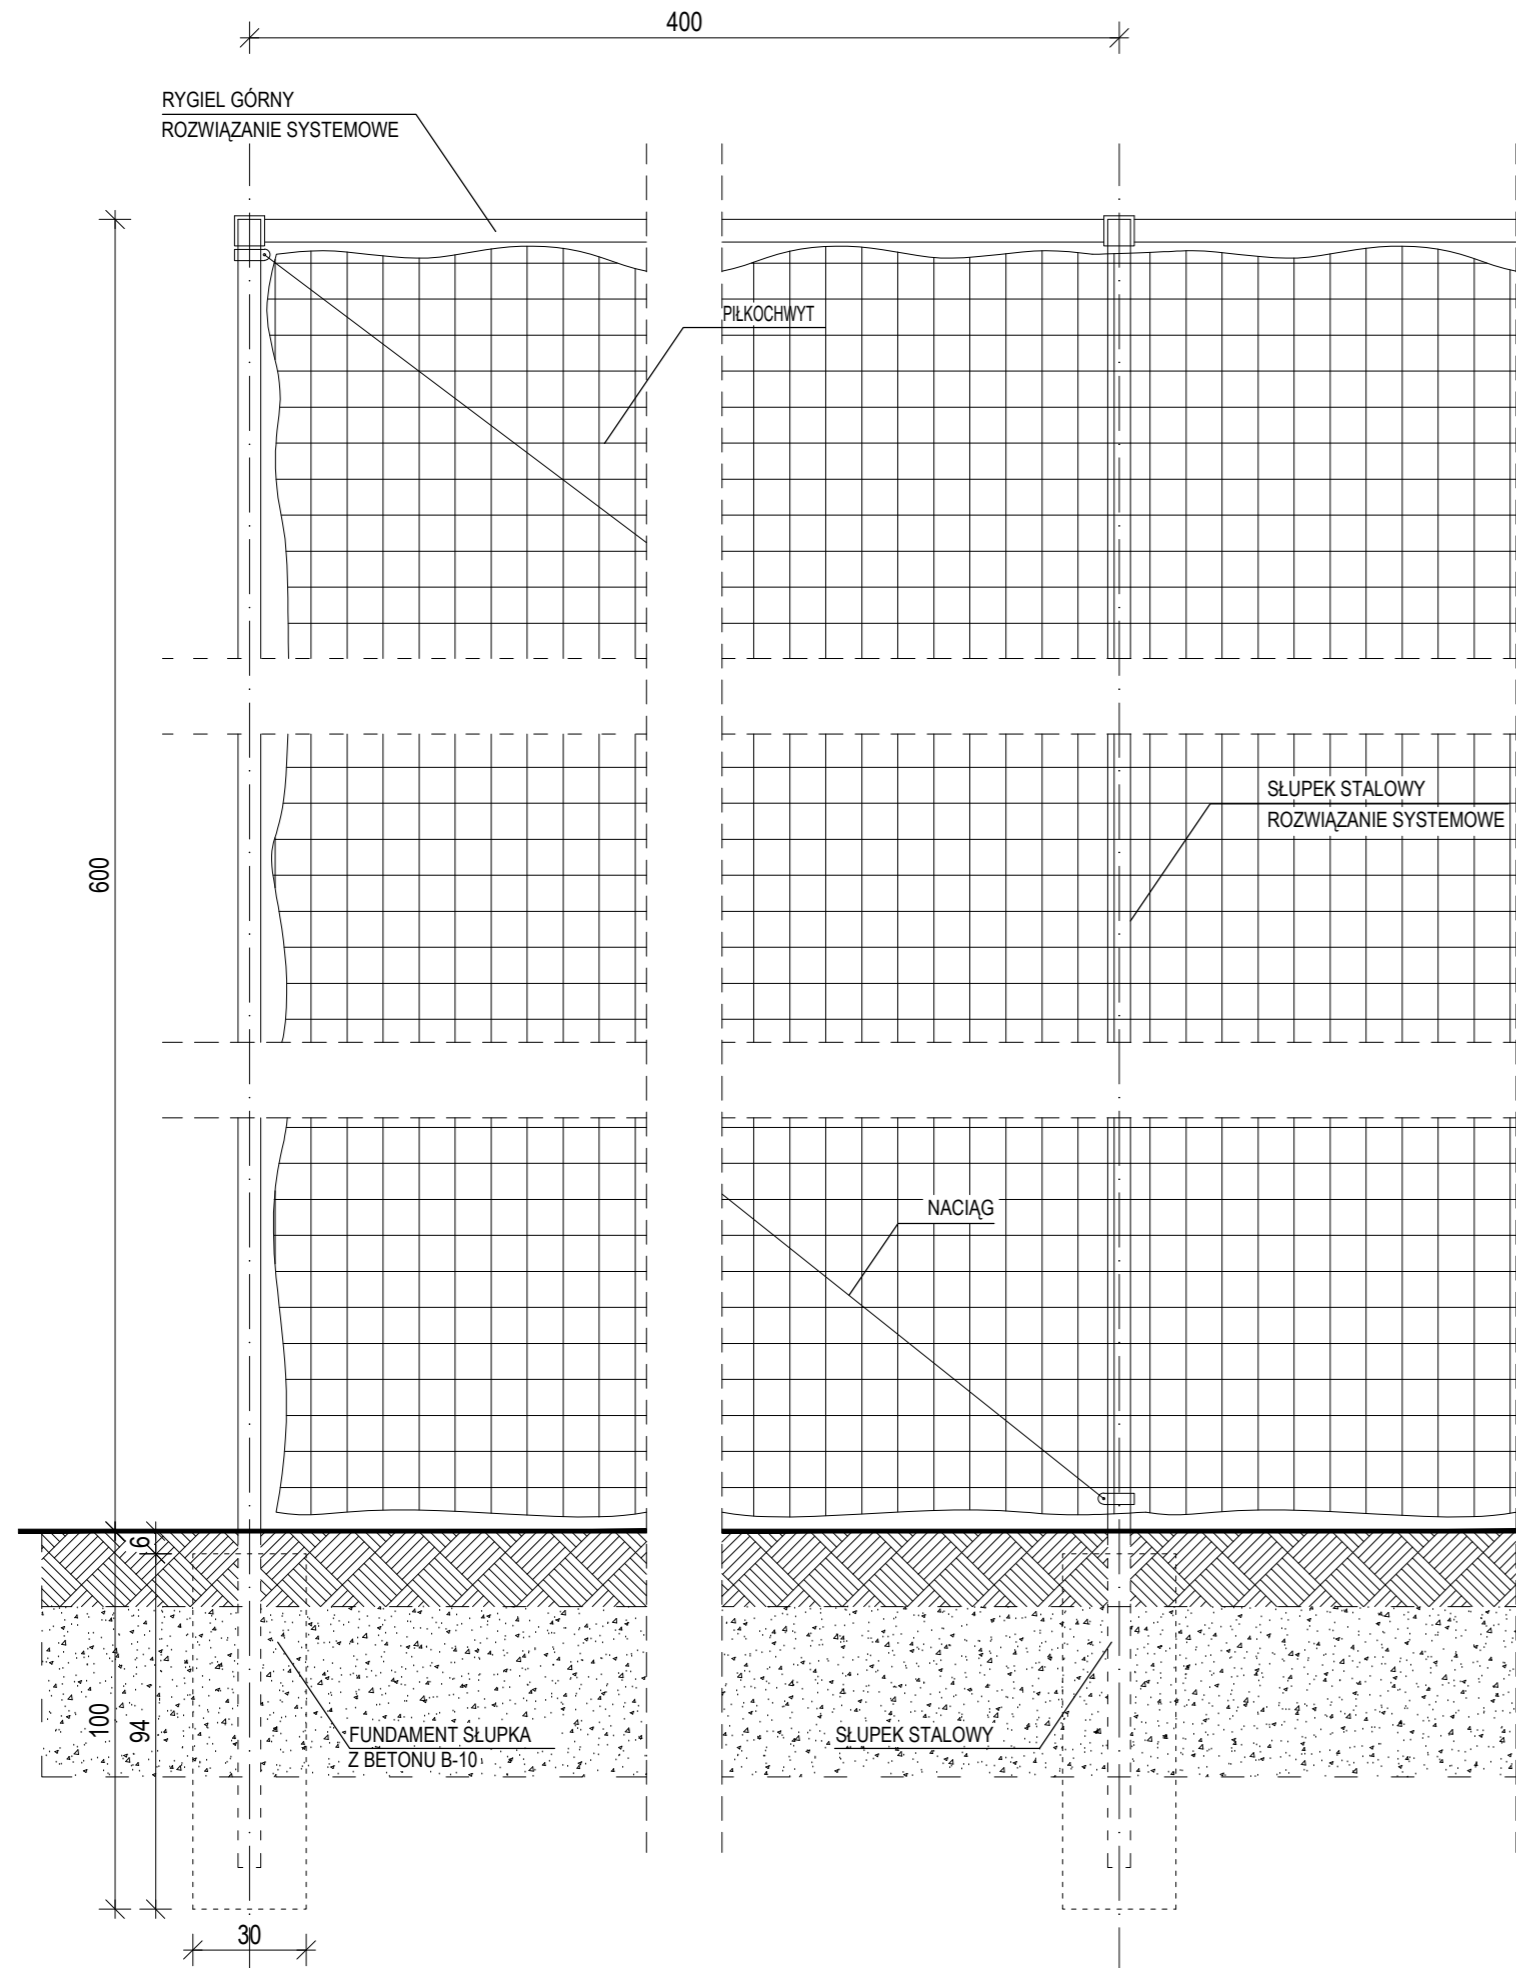 400
RYGIEL GÓRNY
ROZWIĄZANIE SYSTEMOWE
PIŁKOCHWYT
SŁUPEK STALOWY
ROZWIĄZANIE SYSTEMOWE
600
NACIĄG
6
100
94
FUNDAMENT SŁUPKA
Z BETONU B-10
SŁUPEK STALOWY
30